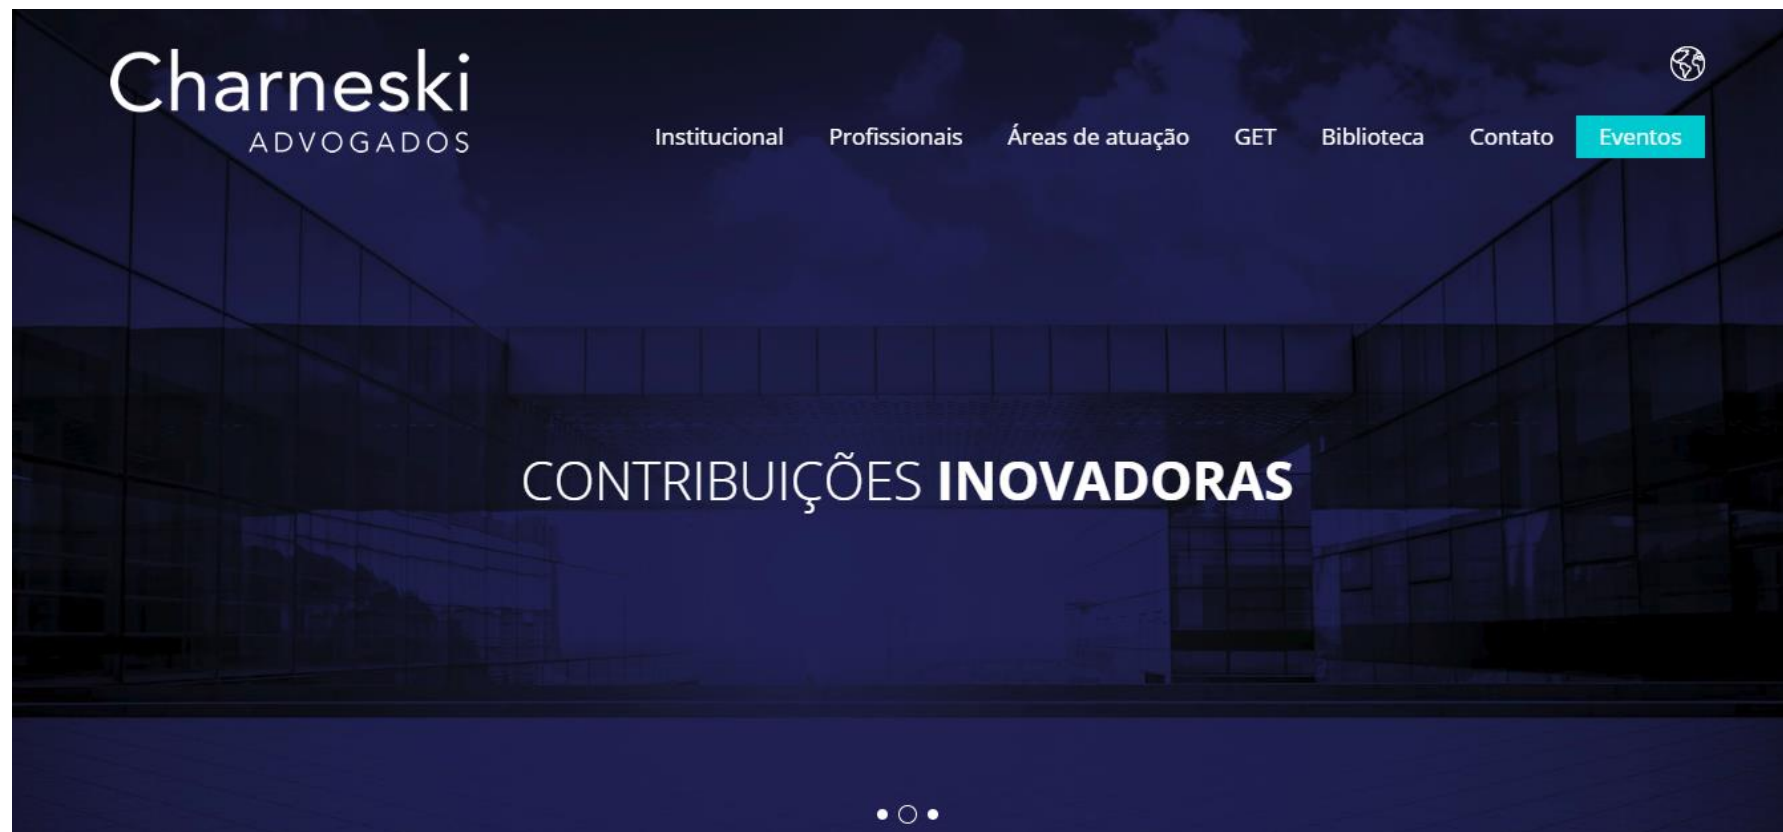 Charneski
ADVOGADOS
Institucional Profissionais Áreas de atuação GET Biblioteca Contato Eventos
CONTRIBUIÇÕES INOVADORAS